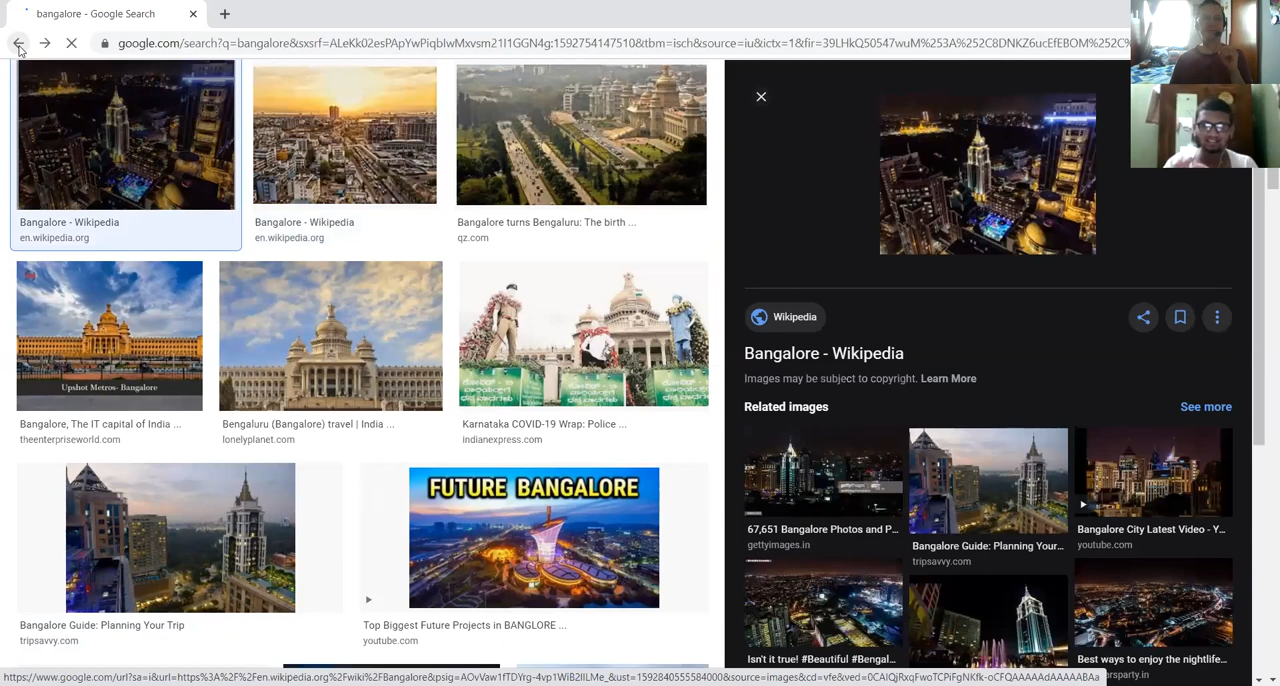 bangalore - Google Search
google.com/search?q=bangalore&sxsrf=ALeKk02esPApYwPiqbIwMxvsm21I1GGN4g:1592754147510&tbm=isch&source=iu&ictx=1&fir=39LHkQ50547wuM%253A%252C8DNKZ6ucEfEBOM%252C%
Bangalore - Wikipedia
en.wikipedia.org
Bangalore - Wikipedia
en.wikipedia.org
Bangalore turns Bengaluru: The birth ...
qz.com
Upshot Metros- Bangalore
Bangalore, The IT capital of India ...
theenterpriseworld.com
Bengaluru (Bangalore) travel | India ...
lonelyplanet.com
Karnataka COVID-19 Wrap: Police ...
indianexpress.com
Bangalore Guide: Planning Your Trip
tripsavvy.com
FUTURE BANGALORE
Top Biggest Future Projects in BANGLORE ...
youtube.com
Wikipedia
Bangalore - Wikipedia
Images may be subject to copyright. Learn More
Related images
See more
67,651 Bangalore Photos and P...
gettyimages.in
Bangalore Guide: Planning Your...
tripsavvy.com
Bangalore City Latest Video - Y...
youtube.com
Isn't it true! #Beautiful #Bengal...
Best ways to enjoy the nightlife...
arsparty.in
https://www.google.com/url?sa=i&url=https%3A%2F%2Fen.wikipedia.org%2Fwiki%2FBangalore&psig=AOvVaw1fTDYrg-4vp1WiB2IILMe_&ust=1592840555584000&source=images&cd=vfe&ved=0CAIQjRxqFwoTCPiFgNKfk-oCFQAAAAAdAAAAABAa